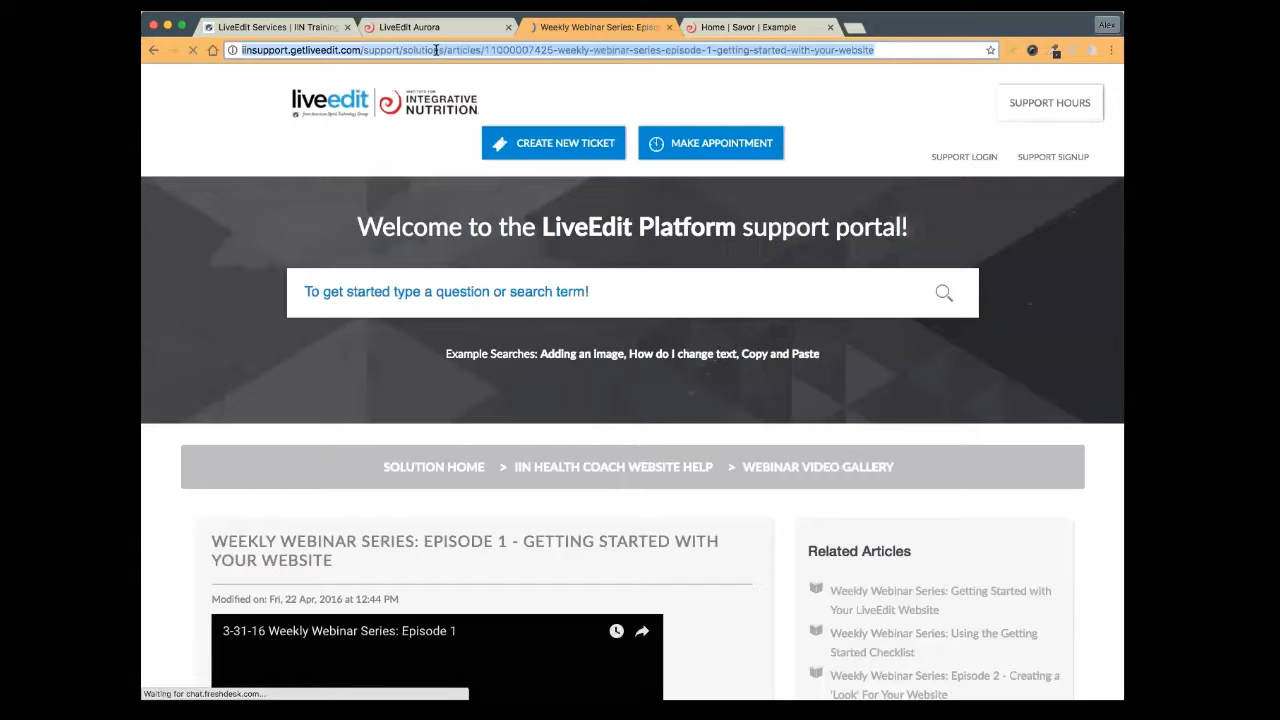 LiveEdit Services | IIN Training
LiveEdit Aurora
Weekly Webinar Series: Epis
Home | Savor | Example
Alex
iinsupport.getliveedit.com/support/solutions/articles/11000007425-weekly-webinar-series-episode-1-getting-started-with-your-website
liveedit
INTEGRATIVE
NUTRITION
SUPPORT HOURS
CREATE NEW TICKET
MAKE APPOINTMENT
SUPPORT LOGIN
SUPPORT SIGNUP
Welcome to the LiveEdit Platform support portal!
To get started type a question or search term!
Example Searches: Adding an image, How do I change text, Copy and Paste
SOLUTION HOME > IIN HEALTH COACH WEBSITE HELP > WEBINAR VIDEO GALLERY
WEEKLY WEBINAR SERIES: EPISODE 1 - GETTING STARTED WITH
YOUR WEBSITE
Modified on: Fri, 22 Apr, 2016 at 12:44 PM
3-31-16 Weekly Webinar Series: Episode 1
Related Articles
Weekly Webinar Series: Getting Started with
Your LiveEdit Website
Weekly Webinar Series: Using the Getting
Started Checklist
Weekly Webinar Series: Episode 2 - Creating a
'Look' For Your Website
Waiting for chat.freshdesk.com...